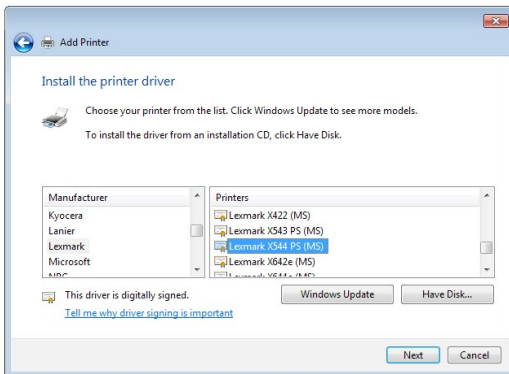 Add Printer
Install the printer driver
Choose your printer from the list. Click Windows Update to see more models.
To install the driver from an installation CD, click Have Disk.
Manufacturer
Kyocera
Lanier
Lexmark
Microsoft
Printers
Lexmark X422 (MS)
Lexmark X543 PS (MS)
Lexmark X544 PS (MS)
Lexmark X642e (MS)
This driver is digitally signed.
Tell me why driver signing is important
Windows Update
Have Disk...
Next
Cancel